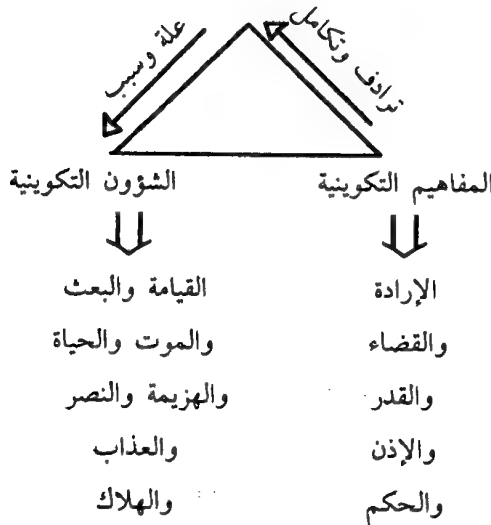 ترادف وتكامل
علة وسبب
المفاهيم التكوينية
الشؤون التكوينية
الإرادة
القيامة والبعث
والقضاء
والموت والحياة
والقدر
والهزيمة والنصر
والإذن
والعذاب
والحكم
والهلاك